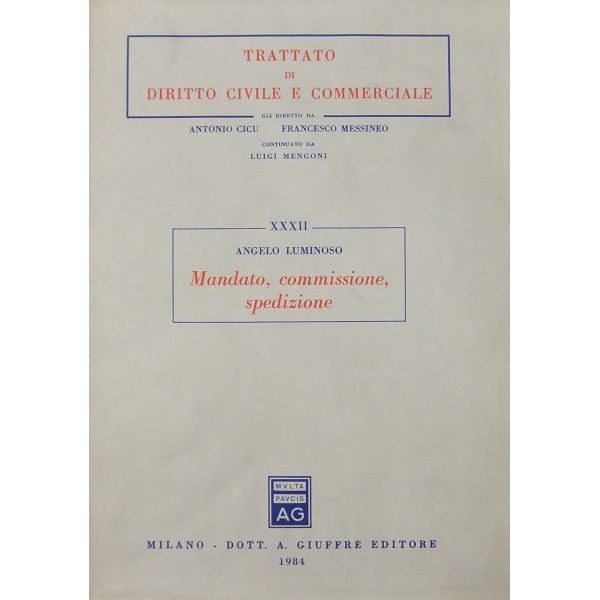 TRATTATO
DI
DIRITTO CIVILE E COMMERCIALE
GIÀ DIRETTO DA
ANTONIO CICU FRANCESCO MESSINEO
CONTINUATO DA
LUIGI MENGONI
XXXII
ANGELO LUMINOSO
Mandato, commissione,
spedizione
MVLTA
PAVCIS
AG
MILANO - DOTT. A. GIUFFRÈ EDITORE
1984